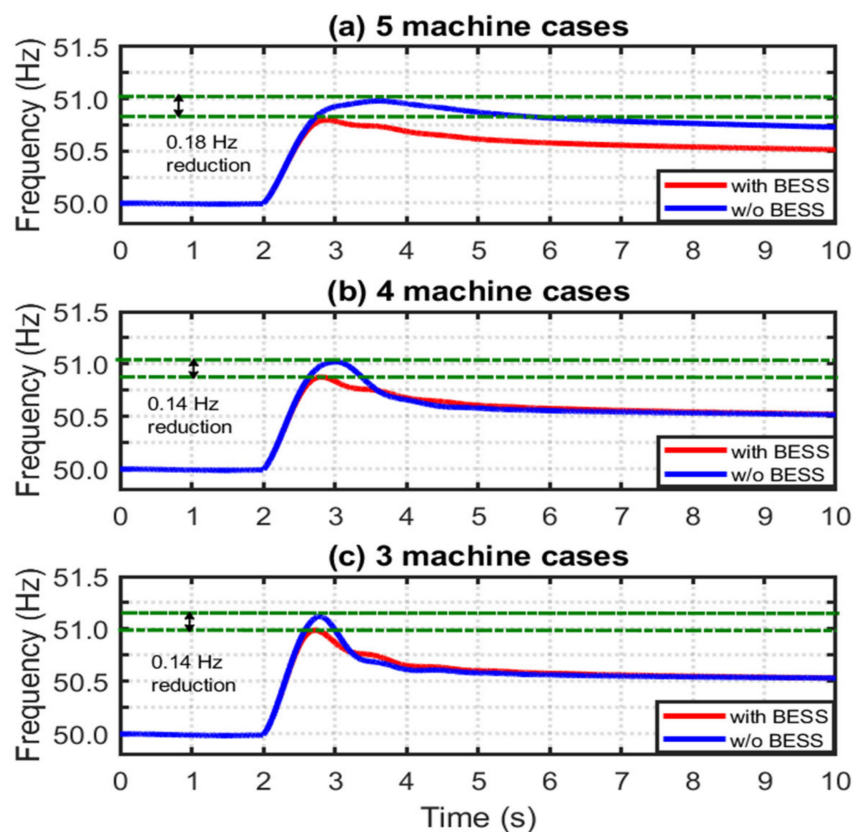 (a) 5 machine cases
51.5
51.0
50.5
50.0
Frequency (Hz)
0.18 Hz
reduction
with BESS
w/o BESS
0 1 2 3 4 5 6 7 8 9 10
(b) 4 machine cases
51.5
51.0
50.5
50.0
Frequency (Hz)
0.14 Hz
reduction
with BESS
w/o BESS
0 1 2 3 4 5 6 7 8 9 10
(c) 3 machine cases
51.5
51.0
50.5
50.0
Frequency (Hz)
0.14 Hz
reduction
with BESS
w/o BESS
0 1 2 3 4 5 6 7 8 9 10
Time (s)